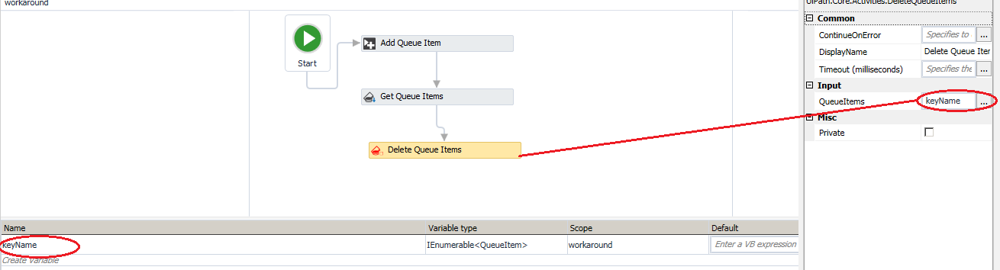 workaround
UiPath.Core.Activities.DeleteQueueItems
Common
ContinueOnError
Specifies to
...
DisplayName
Delete Queue Iter
Timeout (milliseconds)
Specifies the
...
Input
QueueItems
keyName
...
Misc
Private
Start
Add Queue Item
Get Queue Items
Delete Queue Items
Name Variable type Scope Default
keyName IEnumerable<QueueItem> workaround Enter a VB expression
Create Variable